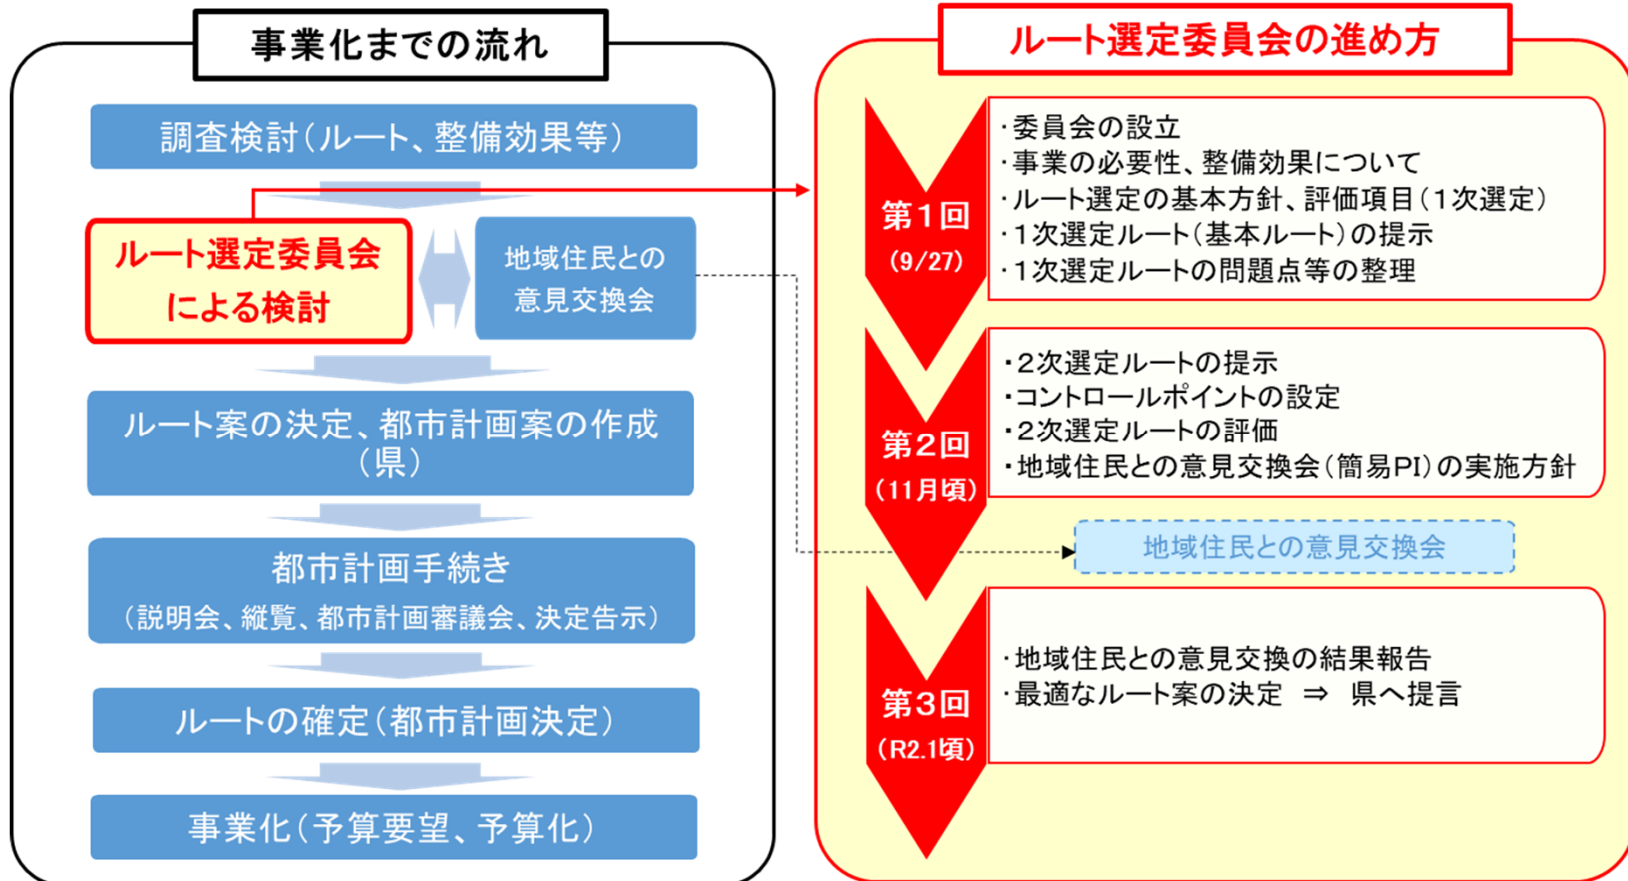 事業化までの流れ
調査検討（ルート、整備効果等）
ルート選定委員会
による検討
地域住民との
意見交換会
ルート案の決定、都市計画案の作成
（県）
都市計画手続き
（説明会、縦覧、都市計画審議会、決定告示）
ルートの確定（都市計画決定）
事業化（予算要望、予算化）
ルート選定委員会の進め方
第１回
(9/27)
・委員会の設立
・事業の必要性、整備効果について
・ルート選定の基本方針、評価項目（１次選定）
・１次選定ルート（基本ルート）の提示
・１次選定ルートの問題点等の整理
第２回
(11月頃)
・２次選定ルートの提示
・コントロールポイントの設定
・２次選定ルートの評価
・地域住民との意見交換会（簡易PI）の実施方針
地域住民との意見交換会
第３回
(R2.1頃)
・地域住民との意見交換の結果報告
・最適なルート案の決定　⇒　県へ提言